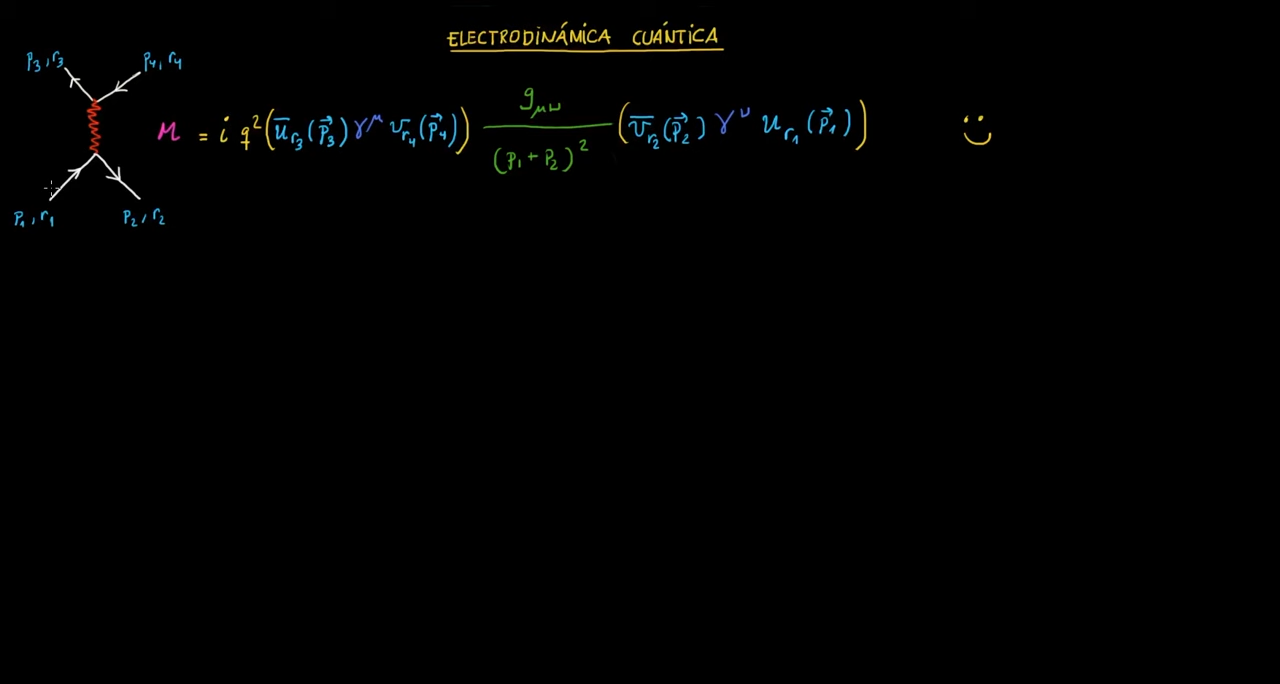 ELECTRODINÁMICA CUÁNTICA
p₃, r₃
p₄, r₄
M = i q² (ū_r₃(p⃗₃) γ^μ v_r₄(p⃗₄)) g_μν / (p₁ + p₂)² (v̄_r₂(p⃗₂) γ^ν u_r₁(p⃗₁))
p₁, r₁
p₂, r₂